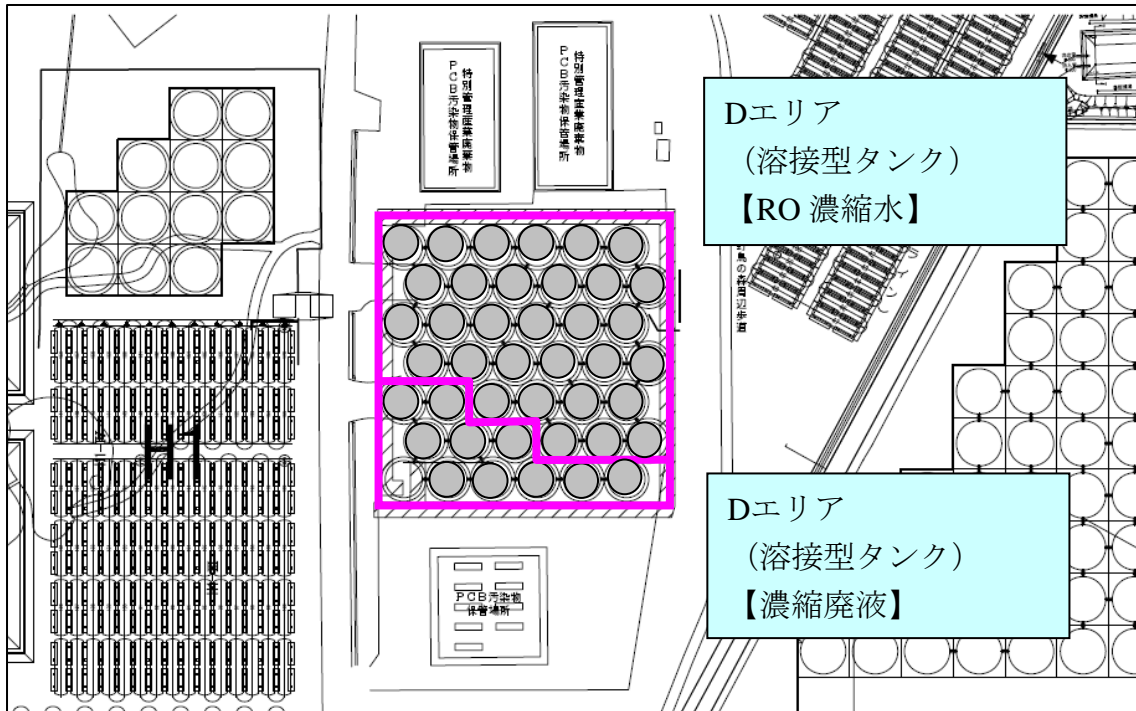 特別管理産業廃棄物
PCB汚染物保管場所
特別管理産業廃棄物
PCB汚染物保管場所
Dエリア
（溶接型タンク）
【RO 濃縮水】
H1
Dエリア
（溶接型タンク）
【濃縮廃液】
PCB汚染物
保管場所